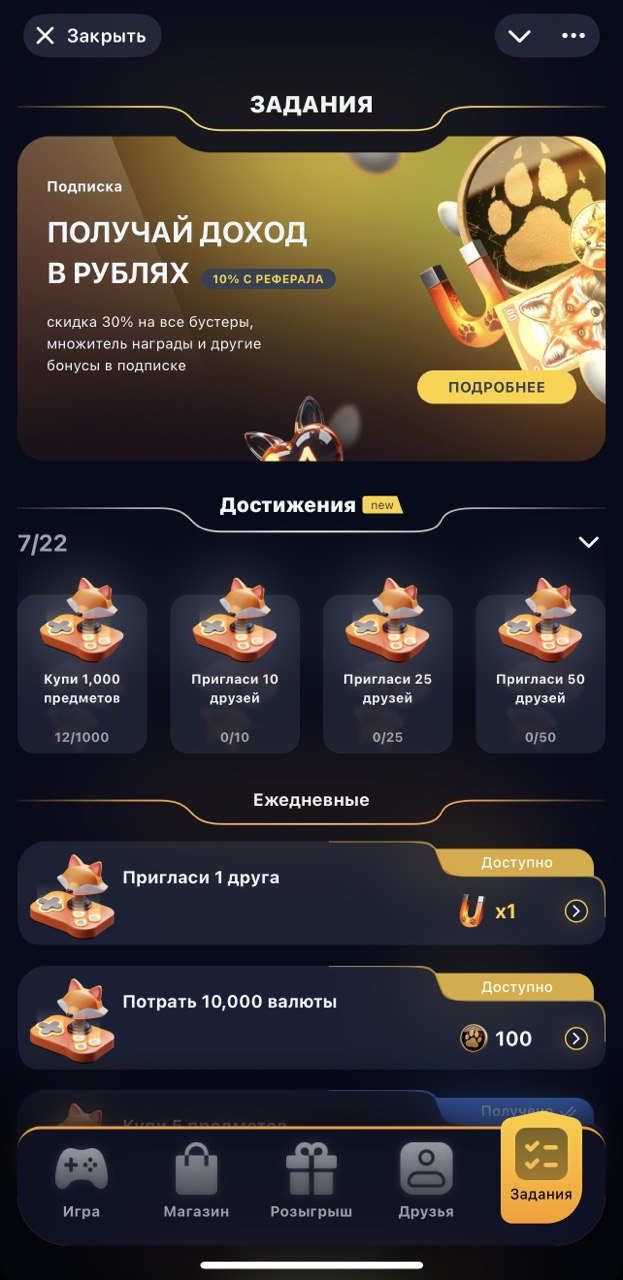 Закрыть
ЗАДАНИЯ
Подписка
ПОЛУЧАЙ ДОХОД
В РУБЛЯХ 10% С РЕФЕРАЛА
скидка 30% на все бустеры,
множитель награды и другие
бонусы в подписке
ПОДРОБНЕЕ
Достижения new
7/22
Купи 1,000
предметов
12/1000
Пригласи 10
друзей
0/10
Пригласи 25
друзей
0/25
Пригласи 50
друзей
0/50
Ежедневные
Доступно
Пригласи 1 друга
x1
Доступно
Потрать 10,000 валюты
100
Получено
Купи 5 предметов
Игра
Магазин
Розыгрыш
Друзья
Задания